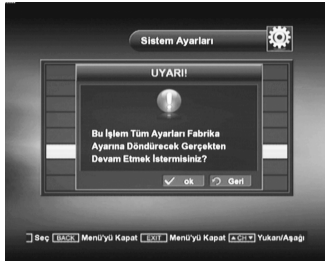 Sistem Ayarları
UYARI!
Bu İşlem Tüm Ayarları Fabrika
Ayarına Döndürecek Gerçekten
Devam Etmek İstermisiniz?
ok Geri
Seç BACK Menü'yü Kapat EXIT Menü'yü Kapat ▲CH▼ Yukarı/Aşağı